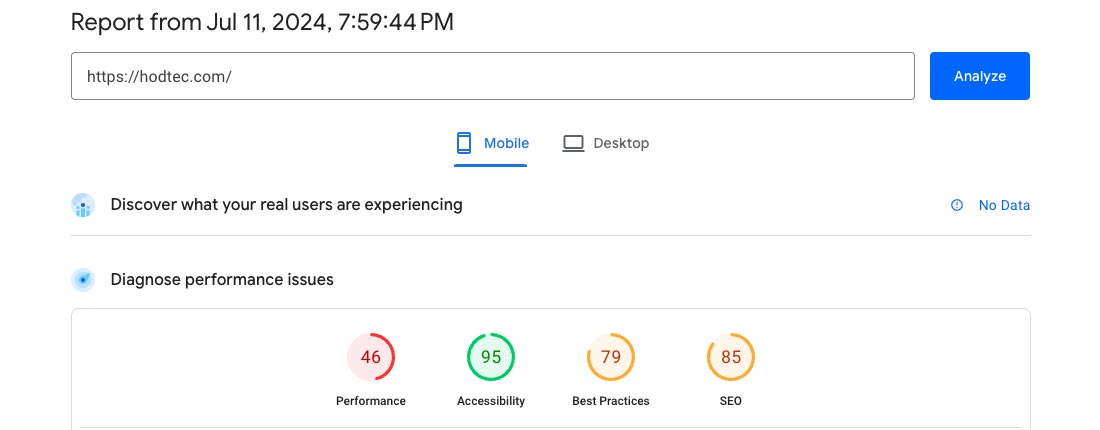 Report from Jul 11, 2024, 7:59:44 PM
https://hodtec.com/
Analyze
Mobile
Desktop
Discover what your real users are experiencing
No Data
Diagnose performance issues
46
95
79
85
Performance
Accessibility
Best Practices
SEO